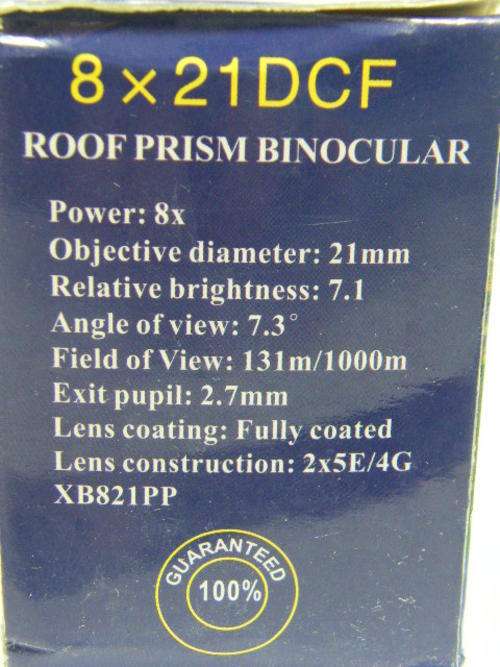 8×21DCF
ROOF PRISM BINOCULAR
Power: 8x
Objective diameter: 21mm
Relative brightness: 7.1
Angle of view: 7.3°
Field of View: 131m/1000m
Exit pupil: 2.7mm
Lens coating: Fully coated
Lens construction: 2x5E/4G
XB821PP
GUARANTEED
100%